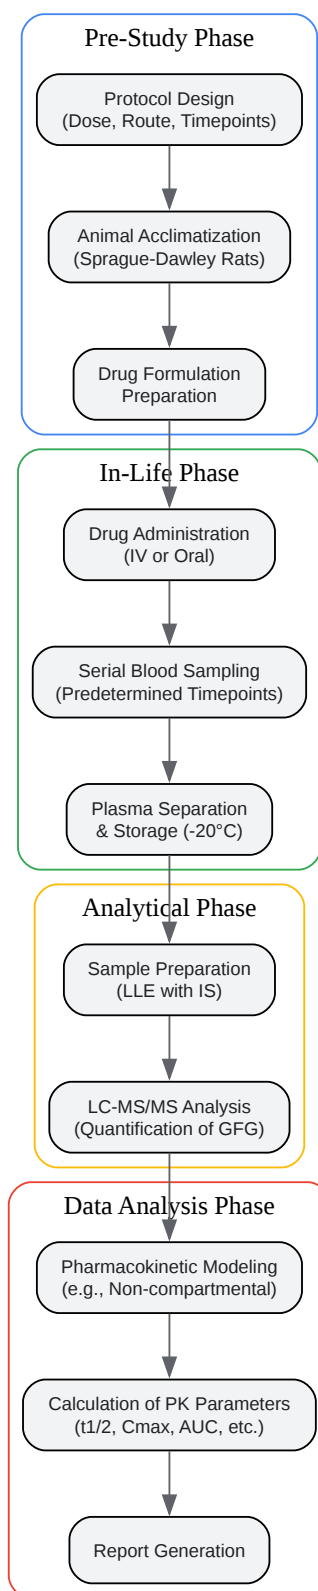 Pre-Study Phase
Protocol Design
(Dose, Route, Timepoints)
Animal Acclimatization
(Sprague-Dawley Rats)
Drug Formulation
Preparation
In-Life Phase
Drug Administration
(IV or Oral)
Serial Blood Sampling
(Predetermined Timepoints)
Plasma Separation
& Storage (-20°C)
Analytical Phase
Sample Preparation
(LLE with IS)
LC-MS/MS Analysis
(Quantification of GFG)
Data Analysis Phase
Pharmacokinetic Modeling
(e.g., Non-compartmental)
Calculation of PK Parameters
(t1/2, Cmax, AUC, etc.)
Report Generation